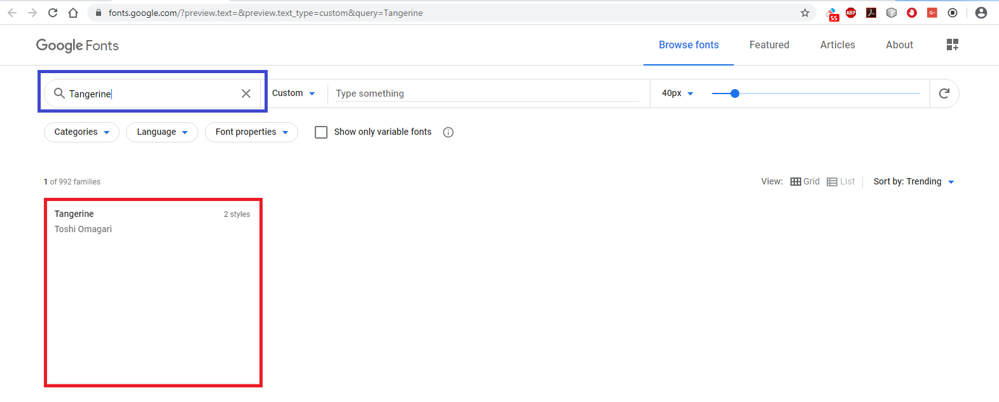 fonts.google.com/?preview.text=&preview.text_type=custom&query=Tangerine
55
ABP
G+
Google Fonts
Browse fonts Featured Articles About
Tangerine Custom Type something 40px
Categories Language Font properties Show only variable fonts
1 of 992 families View: Grid List Sort by: Trending
Tangerine 2 styles
Toshi Omagari